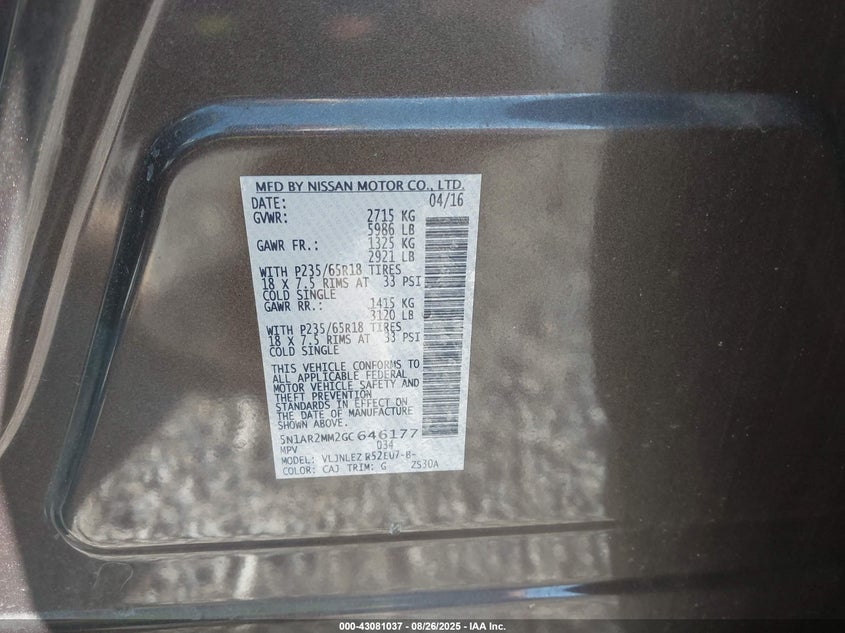 MFD BY NISSAN MOTOR CO., LTD.
DATE: 04/16
GVWR: 2715 KG
5986 LB
GAWR FR.: 1325 KG
2921 LB
WITH P235/65R18 TIRES
18 X 7.5 RIMS AT 33 PSI
COLD SINGLE
GAWR RR.: 1415 KG
3120 LB
WITH P235/65R18 TIRES
18 X 7.5 RIMS AT 33 PSI
COLD SINGLE
THIS VEHICLE CONFORMS TO
ALL APPLICABLE FEDERAL
MOTOR VEHICLE SAFETY AND
THEFT PREVENTION
STANDARDS IN EFFECT ON
THE DATE OF MANUFACTURE
SHOWN ABOVE.
5N1AR2MM2GC646177
MPV 034
MODEL: VLJNLEZ R52EU7-B-
COLOR: CAJ TRIM: G ZS30A
000-43081037 - 08/26/2025 - IAA Inc.